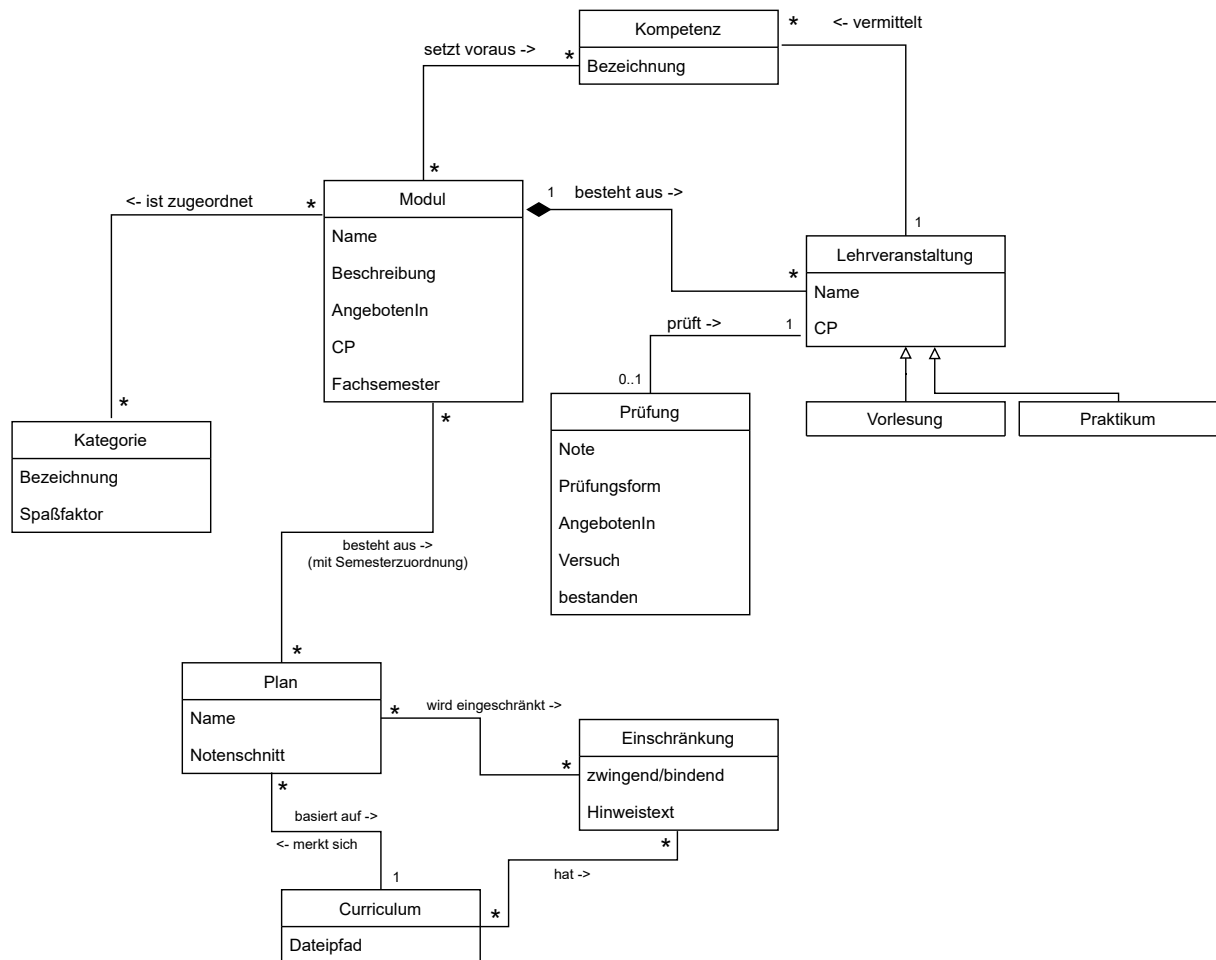 Kompetenz
Bezeichnung
*
<- vermittelt
setzt voraus ->
*
*
<- ist zugeordnet
*
Modul
Name
Beschreibung
AngebotenIn
CP
Fachsemester
1
besteht aus ->
*
1
Lehrveranstaltung
Name
CP
prüft ->
1
0..1
Vorlesung
Praktikum
*
Kategorie
Bezeichnung
Spaßfaktor
Prüfung
Note
Prüfungsform
AngebotenIn
Versuch
bestanden
*
besteht aus ->
(mit Semesterzuordnung)
*
Plan
Name
Notenschnitt
*
wird eingeschränkt ->
*
Einschränkung
zwingend/bindend
Hinweistext
*
basiert auf ->
<- merkt sich
1
*
hat ->
*
Curriculum
Dateipfad